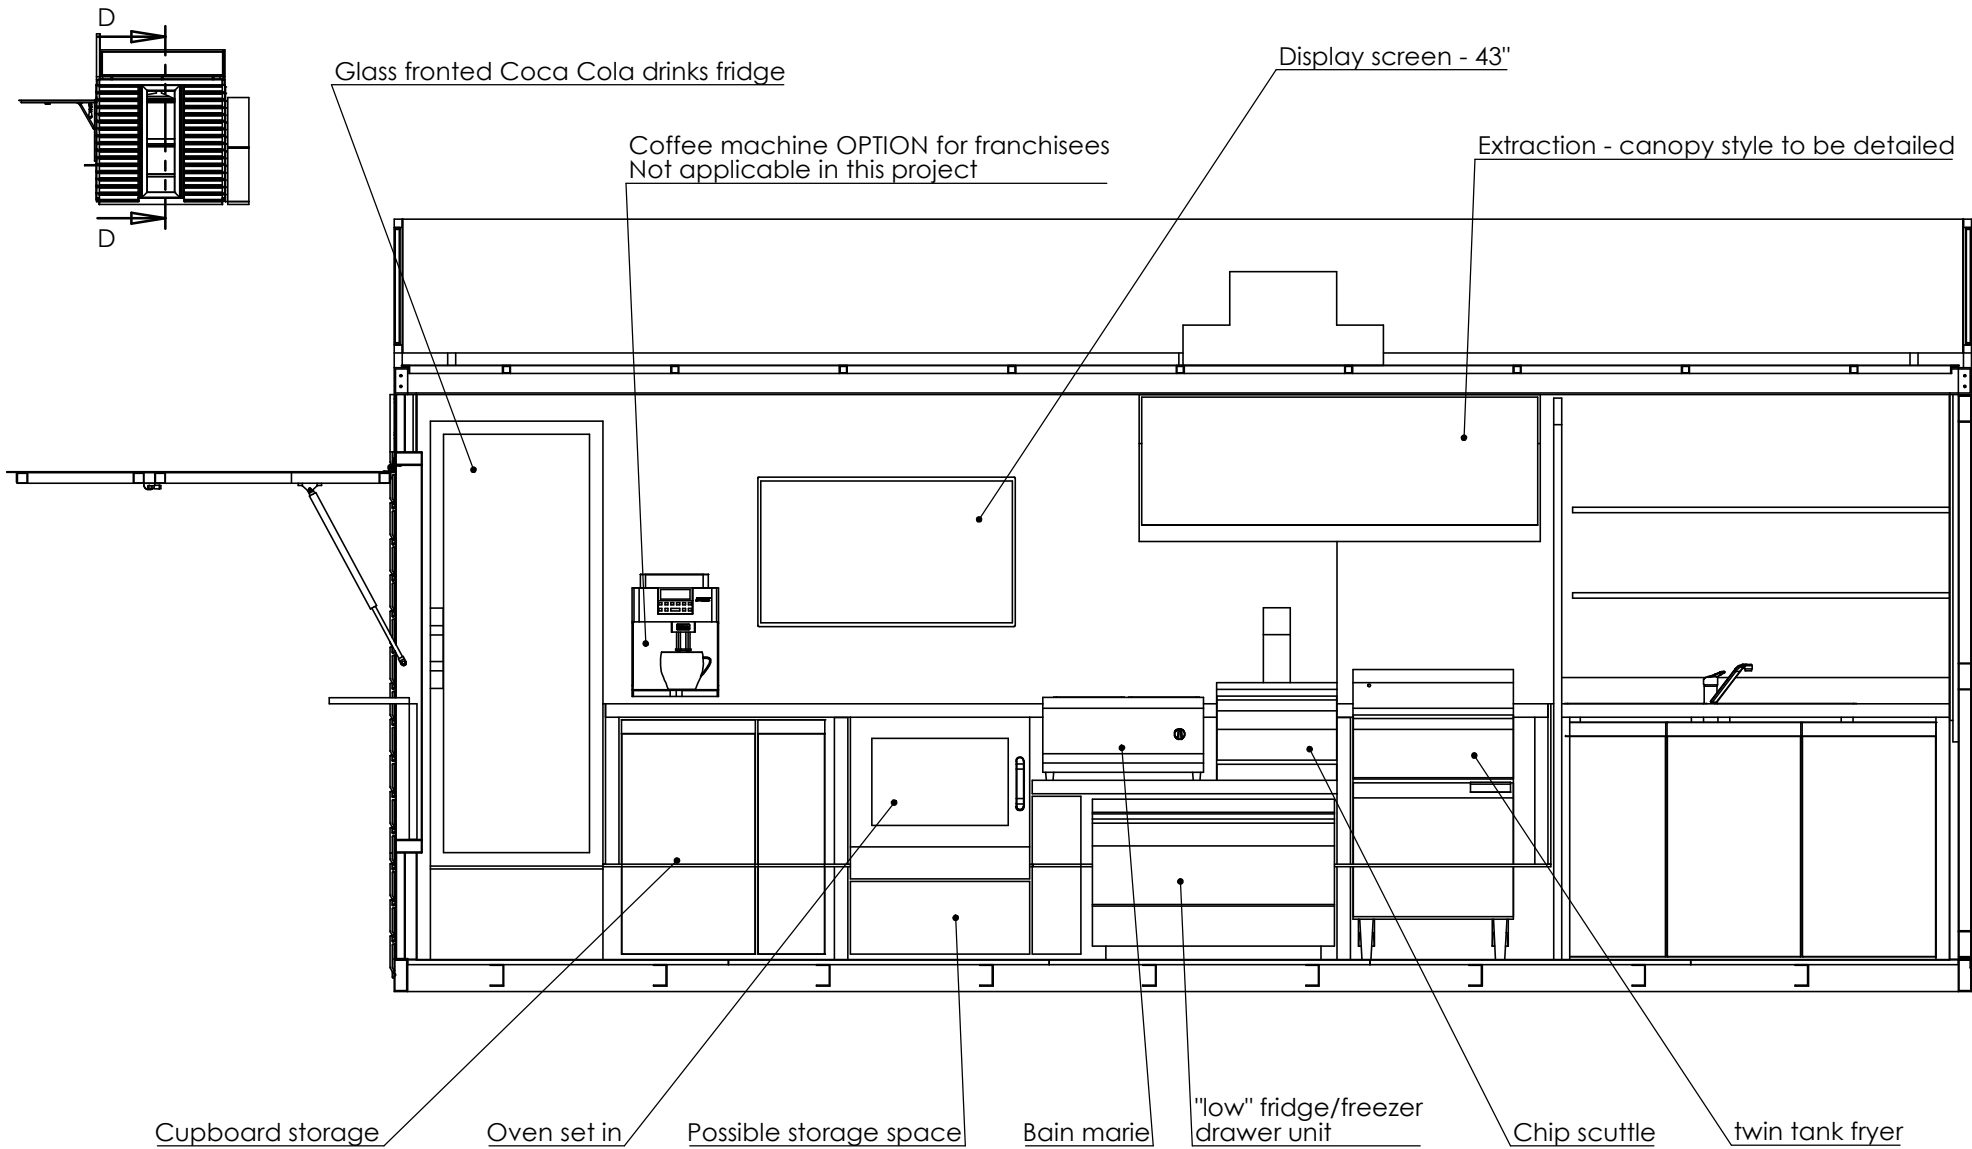 D
Glass fronted Coca Cola drinks fridge
Display screen - 43"
Coffee machine OPTION for franchisees
Not applicable in this project
Extraction - canopy style to be detailed
D
Cupboard storage
Oven set in
Possible storage space
Bain marie
"low" fridge/freezer
drawer unit
Chip scuttle
twin tank fryer